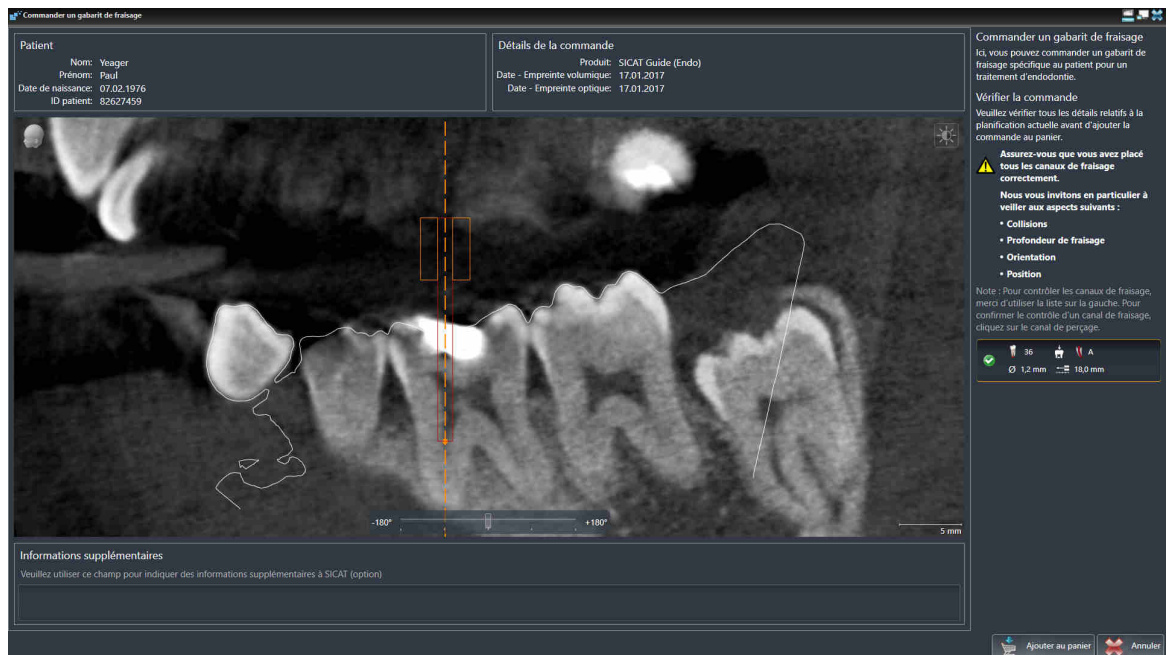 Commander un gabarit de fraisage
Patient
Nom: Yeager
Prénom: Paul
Date de naissance: 07.02.1976
ID patient: 82627459
Détails de la commande
Produit: SICAT Guide (Endo)
Date - Empreinte volumique: 17.01.2017
Date - Empreinte optique: 17.01.2017
-180°
+180°
5 mm
Informations supplémentaires
Veuillez utiliser ce champ pour indiquer des informations supplémentaires à SICAT (option)
Commander un gabarit de fraisage
Ici, vous pouvez commander un gabarit de
fraisage spécifique au patient pour un
traitement d'endodontie.
Vérifier la commande
Veuillez vérifier tous les détails relatifs à la
planification actuelle avant d'ajouter la
commande au panier.
Assurez-vous que vous avez placé
tous les canaux de fraisage
correctement.
Nous vous invitons en particulier à
veiller aux aspects suivants :
• Collisions
• Profondeur de fraisage
• Orientation
• Position
Note : Pour contrôler les canaux de fraisage,
merci d'utiliser la liste sur la gauche. Pour
confirmer le contrôle d'un canal de fraisage,
cliquez sur le canal de perçage.
36 A
Ø 1,2 mm 18,0 mm
Ajouter au panier
Annuler